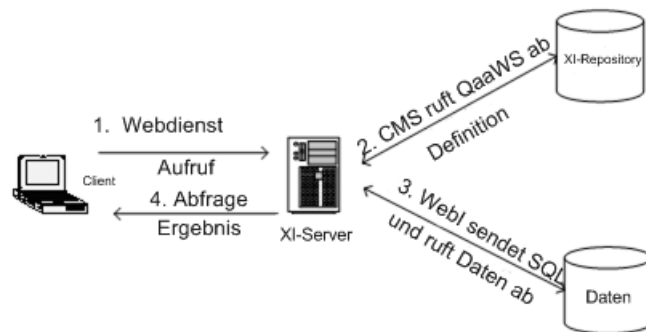 1. Webdienst
Aufruf
Client
4. Abfrage
Ergebnis
XI-Server
2. CMS ruft QaaWS ab
Definition
XI-Repository
3. WebI sendet SQL
und ruft Daten ab
Daten